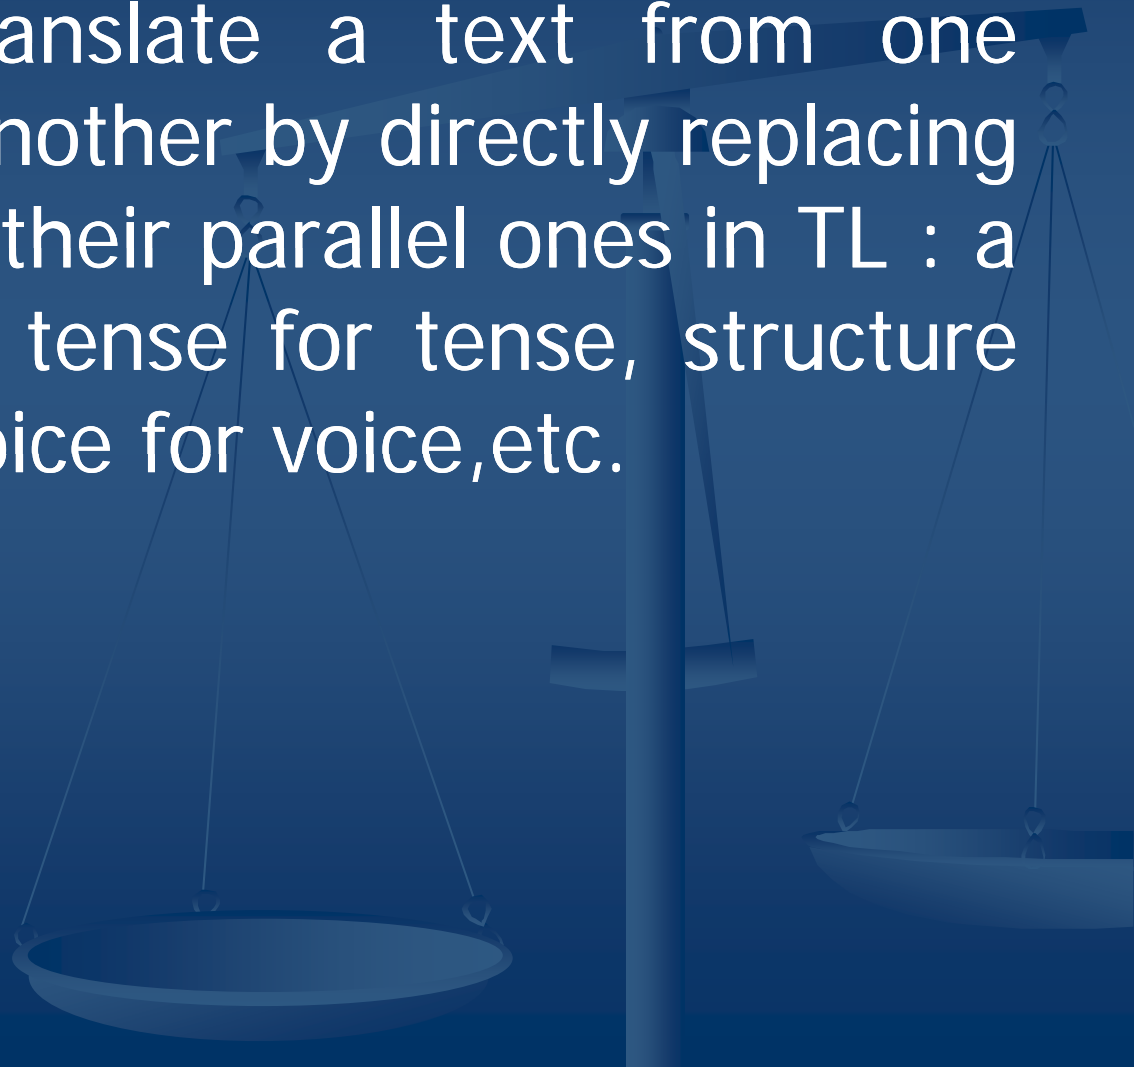 anslate a text from one
nother by directly replacing
their parallel ones in TL : a
tense for tense, structure
oice for voice,etc.